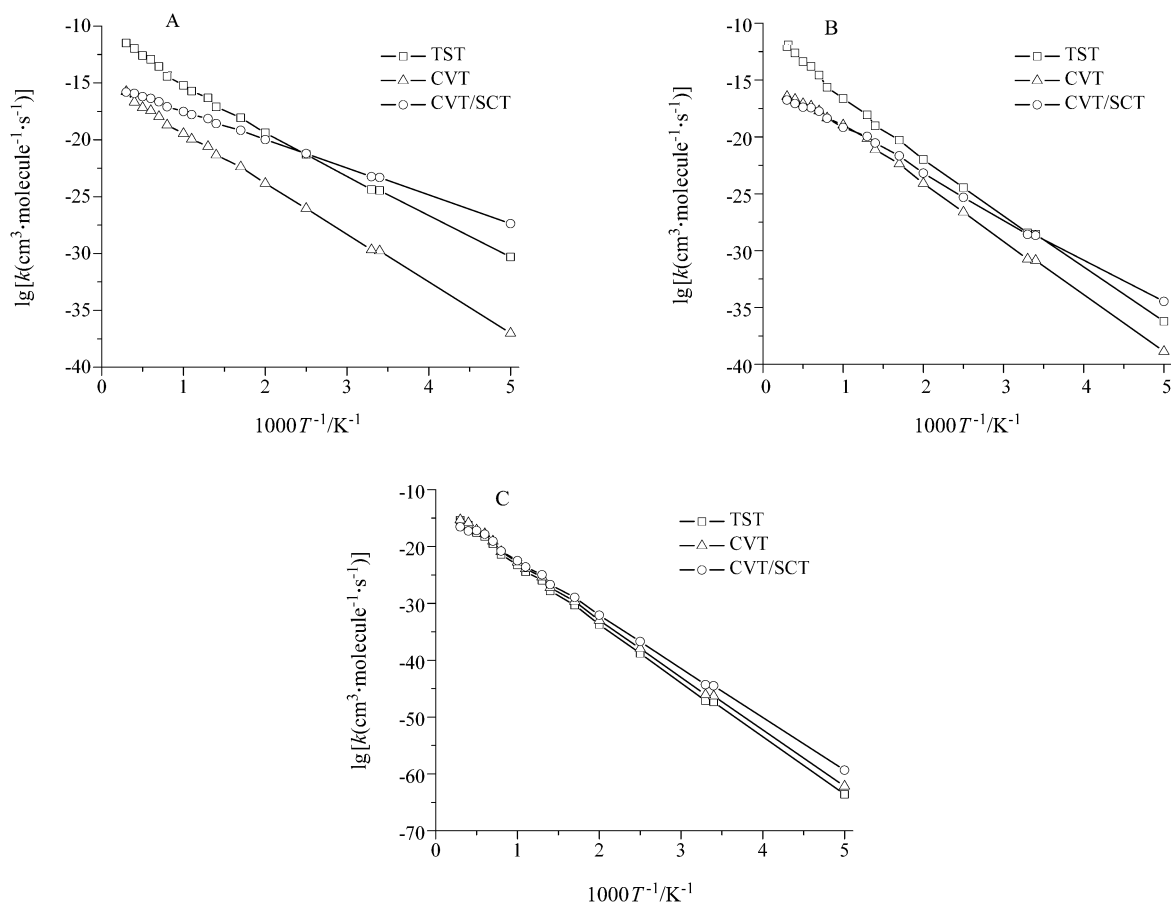 A
-10
-15
-20
-25
-30
-35
-40
lg[k(cm³·molecule⁻¹·s⁻¹)]
TST
CVT
CVT/SCT
0 1 2 3 4 5
1000T⁻¹/K⁻¹
B
-10
-15
-20
-25
-30
-35
-40
lg[k(cm³·molecule⁻¹·s⁻¹)]
TST
CVT
CVT/SCT
0 1 2 3 4 5
1000T⁻¹/K⁻¹
C
-10
-20
-30
-40
-50
-60
-70
lg[k(cm³·molecule⁻¹·s⁻¹)]
TST
CVT
CVT/SCT
0 1 2 3 4 5
1000T⁻¹/K⁻¹